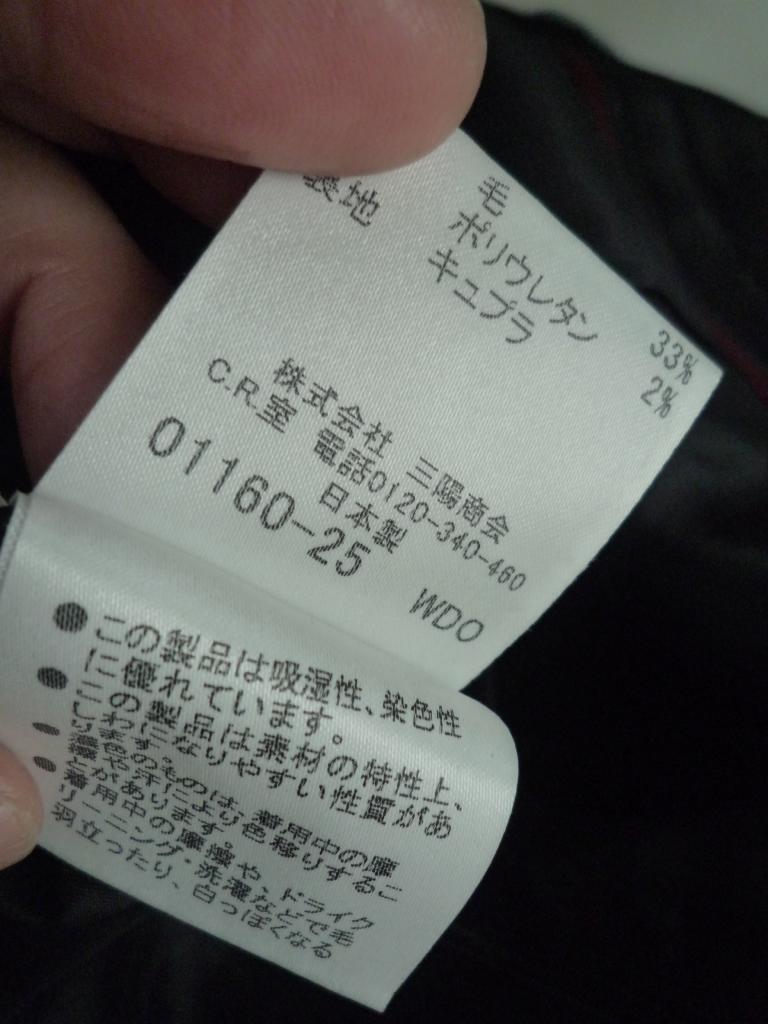 表地 毛
ポリウレタン 33%
キュプラ 2%
株式会社 三陽商会
C.R.室 電話0120-340-460
日本製
01160-25 WDO
●この製品は吸湿性、染色性
に優れています。
●この製品は素材の特性上、
しわになりやすい性質があ
ります。
●濃色のものは、着用中の摩
擦や汗により色移りするこ
とがあります。
●着用中の摩擦や、ドライク
リーニング・洗濯などで毛
羽立ったり、白っぽくなる